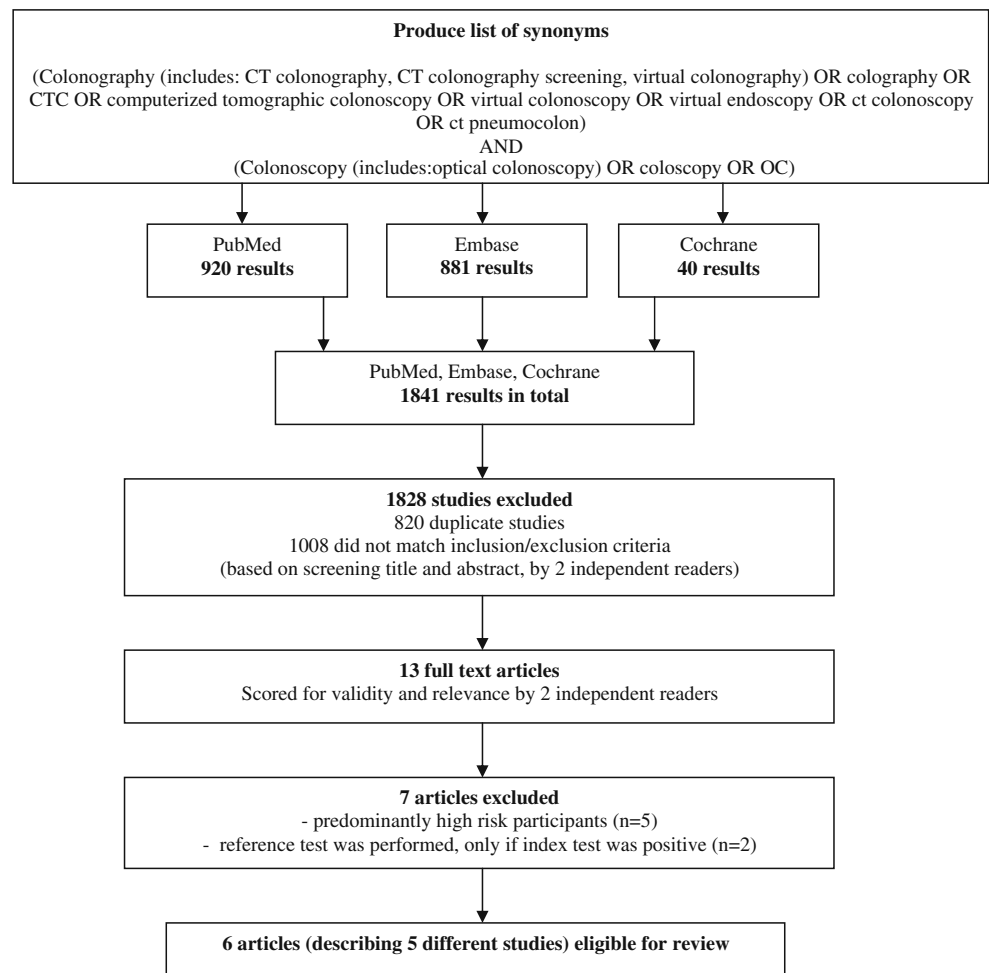 Produce list of synonyms
(Colonography (includes: CT colonography, CT colonography screening, virtual colonography) OR colography OR
CTC OR computerized tomographic colonoscopy OR virtual colonoscopy OR virtual endoscopy OR ct colonoscopy
OR ct pneumocolon)
AND
(Colonoscopy (includes:optical colonoscopy) OR coloscopy OR OC)
PubMed
920 results
Embase
881 results
Cochrane
40 results
PubMed, Embase, Cochrane
1841 results in total
1828 studies excluded
820 duplicate studies
1008 did not match inclusion/exclusion criteria
(based on screening title and abstract, by 2 independent readers)
13 full text articles
Scored for validity and relevance by 2 independent readers
7 articles excluded
- predominantly high risk participants (n=5)
- reference test was performed, only if index test was positive (n=2)
6 articles (describing 5 different studies) eligible for review